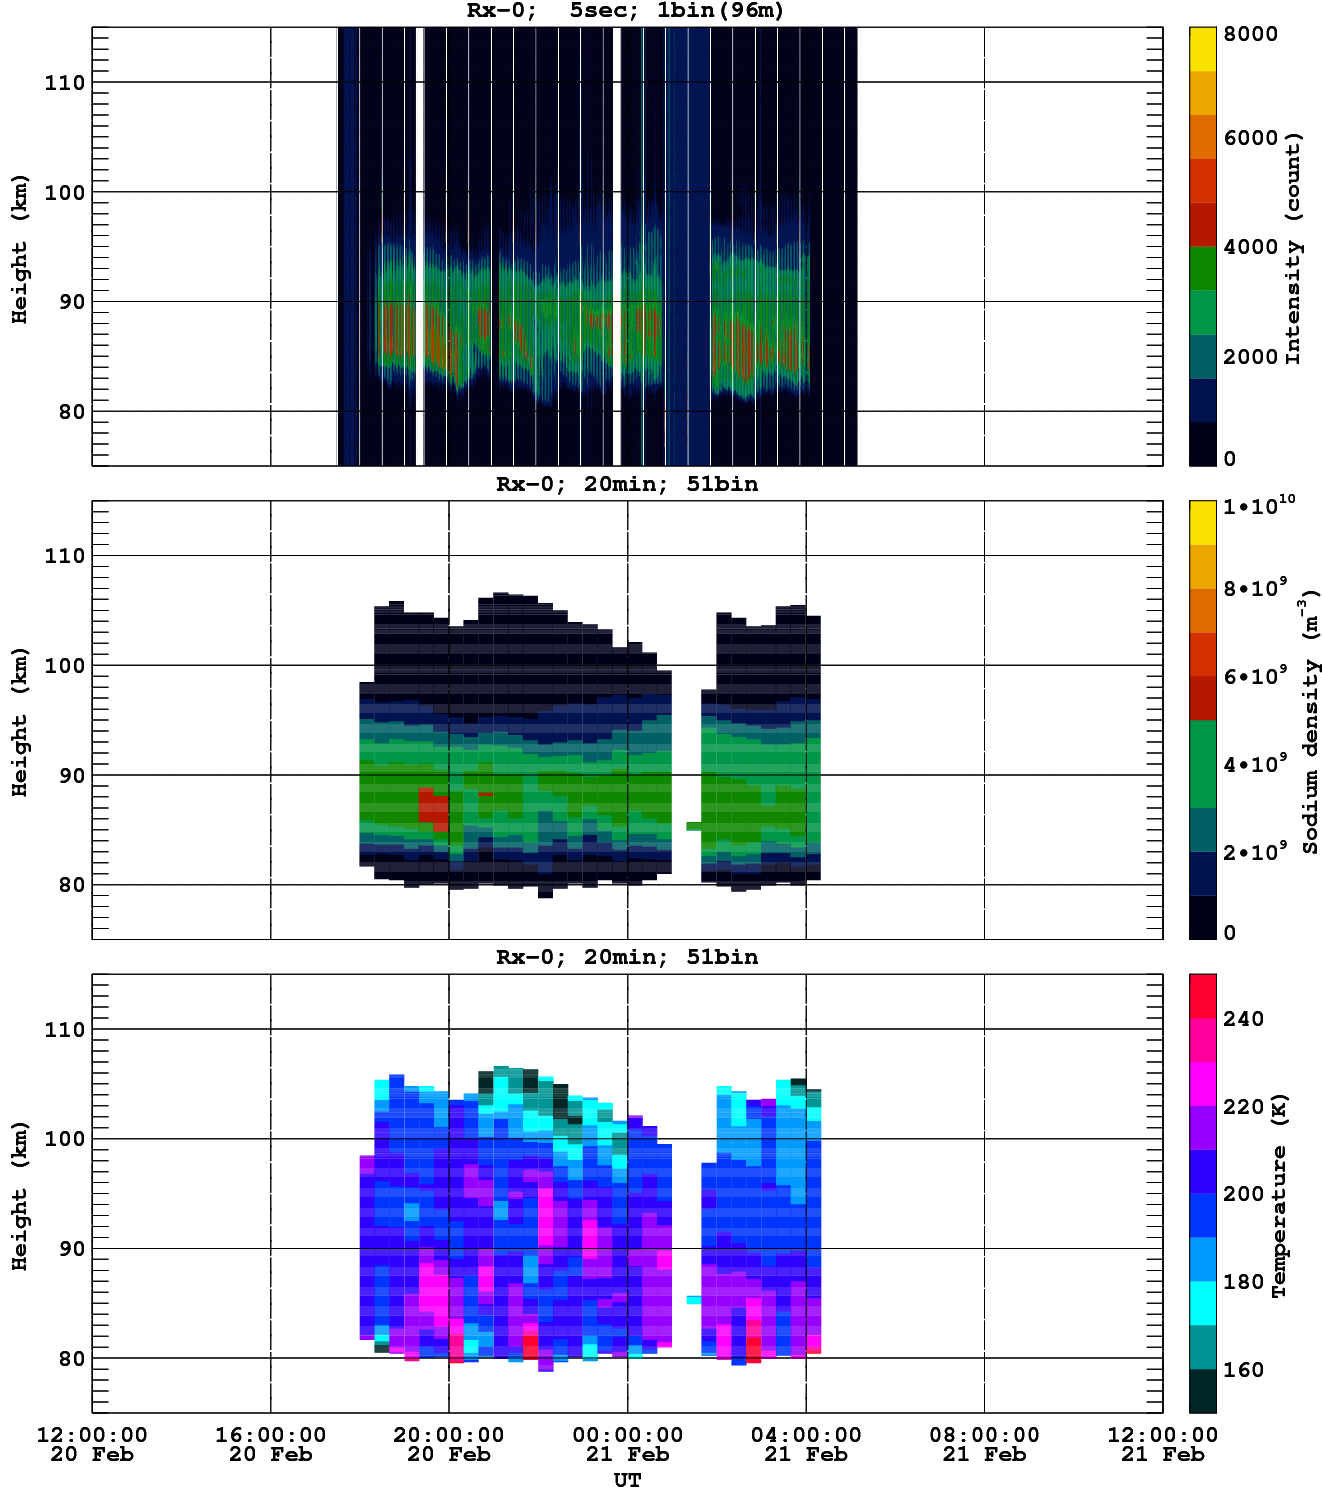 Rx-0;  5sec; 1bin(96m)
110
100
90
80
Height (km)
8000
6000
4000
2000
0
Intensity (count)
Rx-0; 20min; 51bin
110
100
90
80
Height (km)
1•10¹⁰
8•10⁹
6•10⁹
4•10⁹
2•10⁹
0
Sodium density (m⁻³)
Rx-0; 20min; 51bin
110
100
90
80
Height (km)
240
220
200
180
160
Temperature (K)
12:00:00 16:00:00 20:00:00 00:00:00 04:00:00 08:00:00 12:00:00
20 Feb 20 Feb 20 Feb 21 Feb 21 Feb 21 Feb 21 Feb
UT